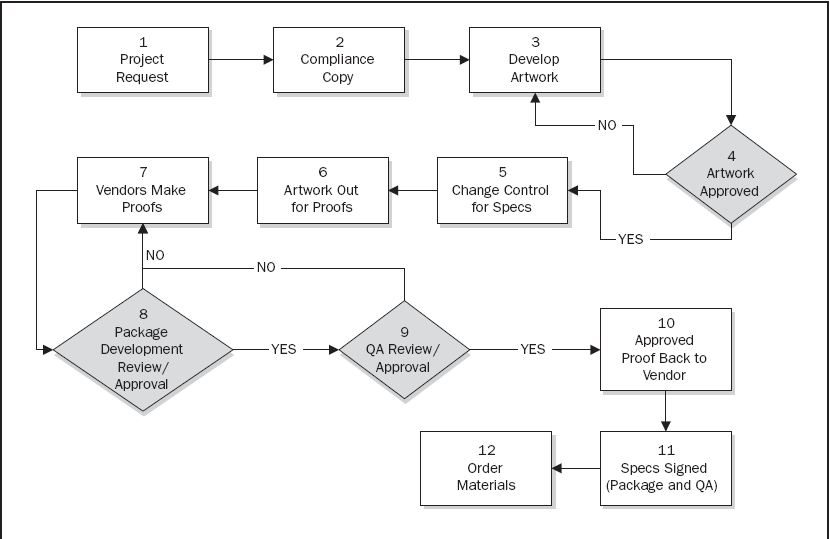 1
Project
Request
2
Compliance
Copy
3
Develop
Artwork
NO
4
Artwork
Approved
YES
5
Change Control
for Specs
6
Artwork Out
for Proofs
7
Vendors Make
Proofs
NO
NO
8
Package
Development
Review/
Approval
YES
9
QA Review/
Approval
YES
10
Approved
Proof Back to
Vendor
11
Specs Signed
(Package and QA)
12
Order
Materials